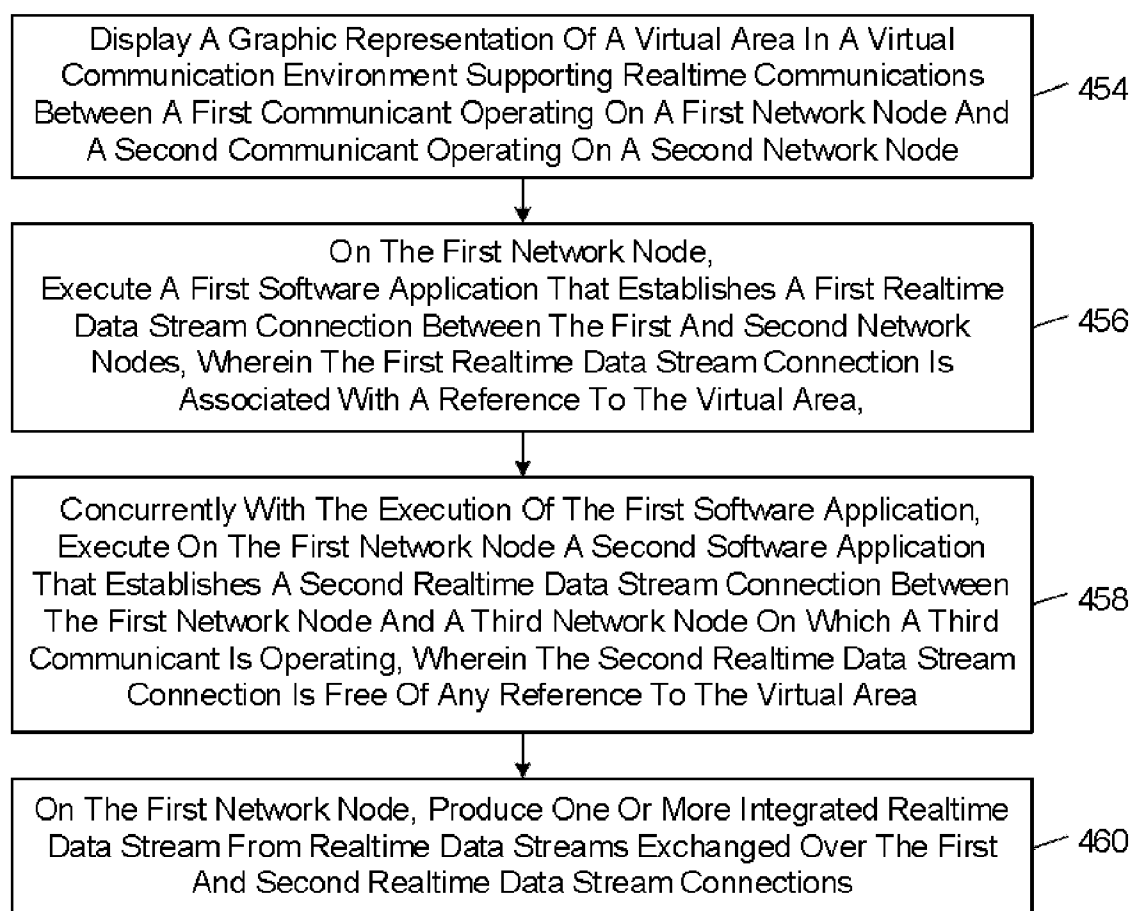 Display A Graphic Representation Of A Virtual Area In A Virtual
Communication Environment Supporting Realtime Communications
Between A First Communicant Operating On A First Network Node And
A Second Communicant Operating On A Second Network Node
454
On The First Network Node,
Execute A First Software Application That Establishes A First Realtime
Data Stream Connection Between The First And Second Network
Nodes, Wherein The First Realtime Data Stream Connection Is
Associated With A Reference To The Virtual Area,
456
Concurrently With The Execution Of The First Software Application,
Execute On The First Network Node A Second Software Application
That Establishes A Second Realtime Data Stream Connection Between
The First Network Node And A Third Network Node On Which A Third
Communicant Is Operating, Wherein The Second Realtime Data Stream
Connection Is Free Of Any Reference To The Virtual Area
458
On The First Network Node, Produce One Or More Integrated Realtime
Data Stream From Realtime Data Streams Exchanged Over The First
And Second Realtime Data Stream Connections
460